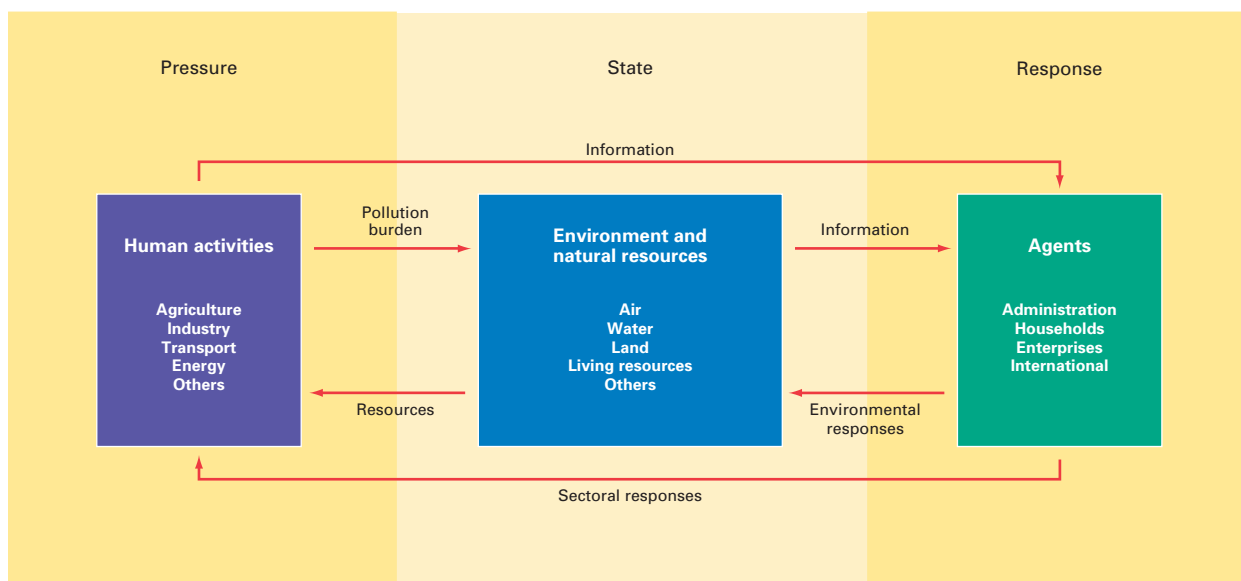 Pressure
State
Response
Information
Human activities
Agriculture
Industry
Transport
Energy
Others
Pollution
burden
Resources
Environment and
natural resources
Air
Water
Land
Living resources
Others
Information
Environmental
responses
Agents
Administration
Households
Enterprises
International
Sectoral responses